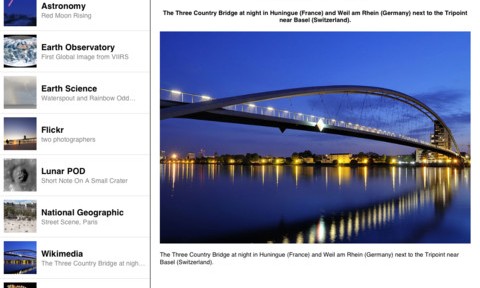 Astronomy
Red Moon Rising
Earth Observatory
First Global Image from VIIRS
Earth Science
Waterspout and Rainbow Odd…
Flickr
two photographers
Lunar POD
Short Note On A Small Crater
National Geographic
Street Scene, Paris
Wikimedia
The Three Country Bridge at nigh…
The Three Country Bridge at night in Huningue (France) and Weil am Rhein (Germany) next to the Tripoint
near Basel (Switzerland).
The Three Country Bridge at night in Huningue (France) and Weil am Rhein (Germany) next to the Tripoint near
Basel (Switzerland).